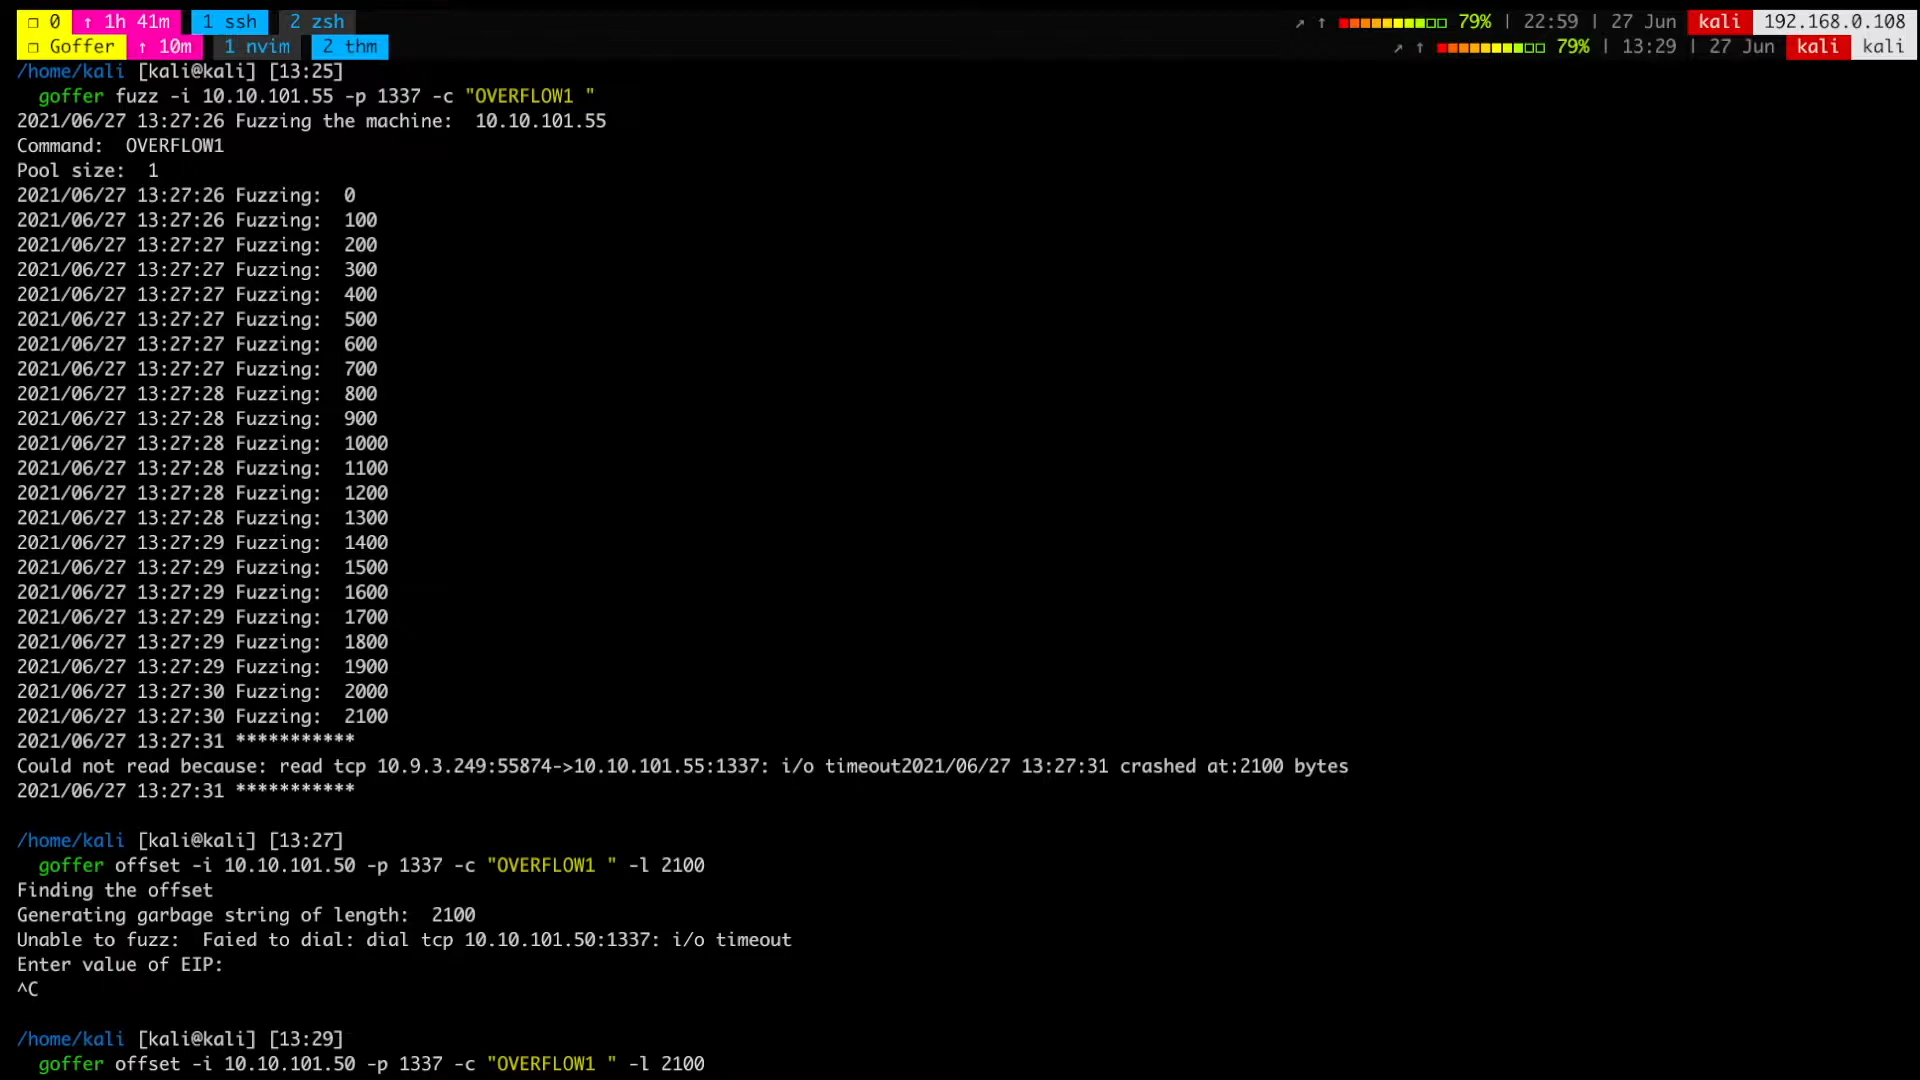 ❐ 0 ↑ 1h 41m 1 ssh 2 zsh ↗ ↑ 79% | 22:59 | 27 Jun kali 192.168.0.108
❐ Goffer ↑ 10m 1 nvim 2 thm ↗ ↑ 79% | 13:29 | 27 Jun kali kali
/home/kali [kali@kali] [13:25]
goffer fuzz -i 10.10.101.55 -p 1337 -c "OVERFLOW1 "
2021/06/27 13:27:26 Fuzzing the machine:  10.10.101.55
Command:  OVERFLOW1
Pool size:  1
2021/06/27 13:27:26 Fuzzing:  0
2021/06/27 13:27:26 Fuzzing:  100
2021/06/27 13:27:27 Fuzzing:  200
2021/06/27 13:27:27 Fuzzing:  300
2021/06/27 13:27:27 Fuzzing:  400
2021/06/27 13:27:27 Fuzzing:  500
2021/06/27 13:27:27 Fuzzing:  600
2021/06/27 13:27:27 Fuzzing:  700
2021/06/27 13:27:28 Fuzzing:  800
2021/06/27 13:27:28 Fuzzing:  900
2021/06/27 13:27:28 Fuzzing:  1000
2021/06/27 13:27:28 Fuzzing:  1100
2021/06/27 13:27:28 Fuzzing:  1200
2021/06/27 13:27:28 Fuzzing:  1300
2021/06/27 13:27:29 Fuzzing:  1400
2021/06/27 13:27:29 Fuzzing:  1500
2021/06/27 13:27:29 Fuzzing:  1600
2021/06/27 13:27:29 Fuzzing:  1700
2021/06/27 13:27:29 Fuzzing:  1800
2021/06/27 13:27:29 Fuzzing:  1900
2021/06/27 13:27:30 Fuzzing:  2000
2021/06/27 13:27:30 Fuzzing:  2100
2021/06/27 13:27:31 ***********
Could not read because: read tcp 10.9.3.249:55874->10.10.101.55:1337: i/o timeout2021/06/27 13:27:31 crashed at:2100 bytes
2021/06/27 13:27:31 ***********
/home/kali [kali@kali] [13:27]
goffer offset -i 10.10.101.50 -p 1337 -c "OVERFLOW1 " -l 2100
Finding the offset
Generating garbage string of length:  2100
Unable to fuzz:  Faied to dial: dial tcp 10.10.101.50:1337: i/o timeout
Enter value of EIP:
^C
/home/kali [kali@kali] [13:29]
goffer offset -i 10.10.101.50 -p 1337 -c "OVERFLOW1 " -l 2100